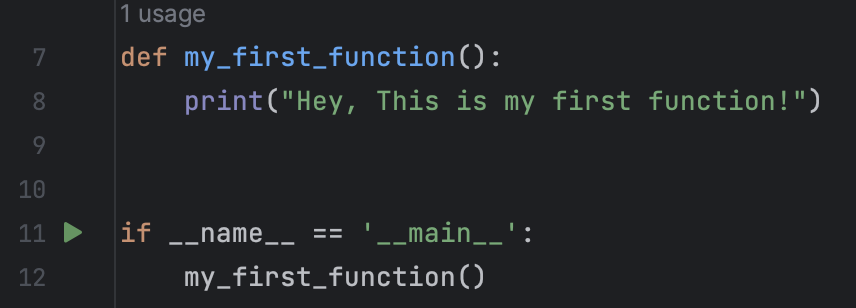 1 usage
7 def my_first_function():
8     print("Hey, This is my first function!")
9
10
11 if __name__ == '__main__':
12     my_first_function()